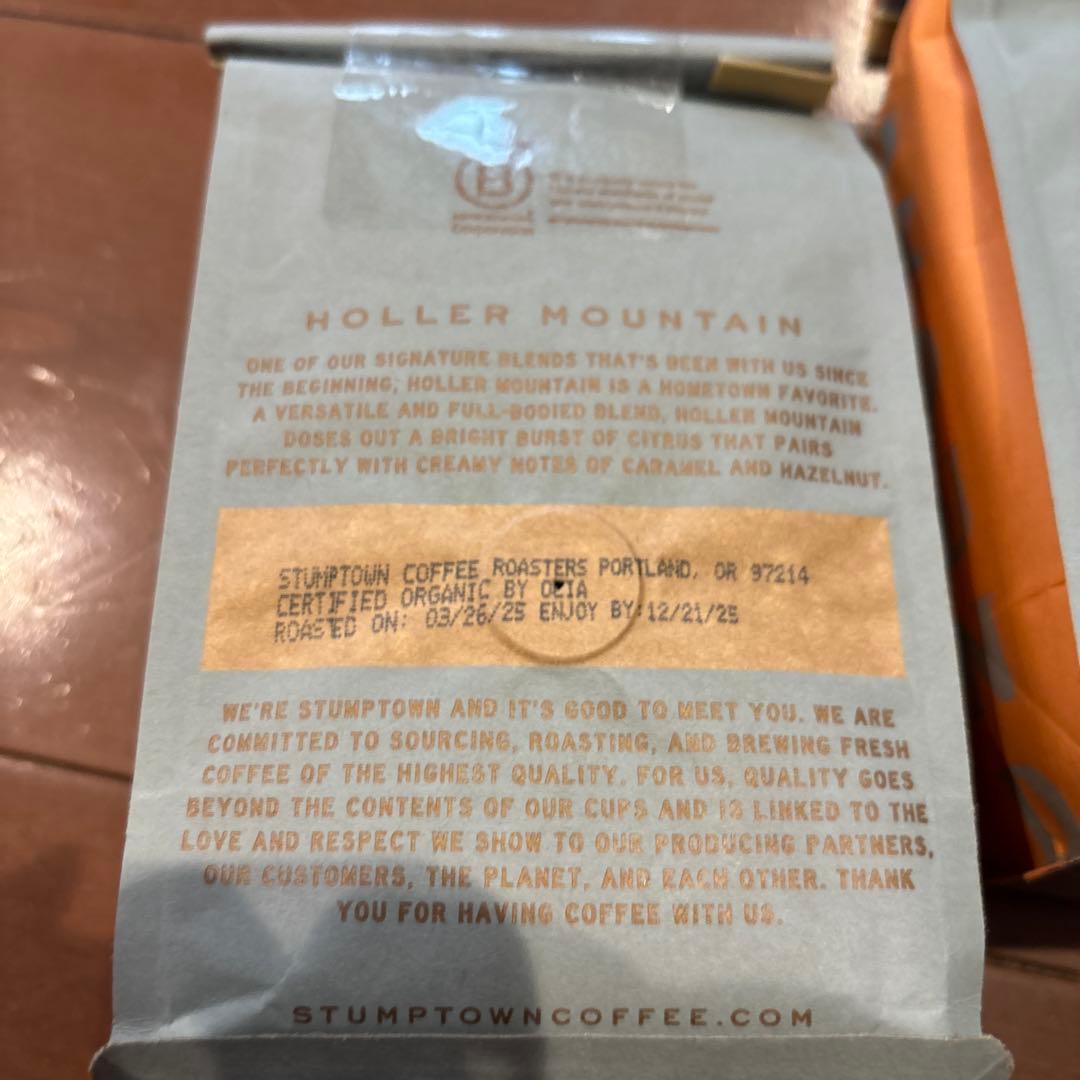 B
Corporation
HOLLER MOUNTAIN
ONE OF OUR SIGNATURE BLENDS THAT'S BEEN WITH US SINCE
THE BEGINNING, HOLLER MOUNTAIN IS A HOMETOWN FAVORITE.
A VERSATILE AND FULL-BODIED BLEND, HOLLER MOUNTAIN
DOSES OUT A BRIGHT BURST OF CITRUS THAT PAIRS
PERFECTLY WITH CREAMY NOTES OF CARAMEL AND HAZELNUT.
STUMPTOWN COFFEE ROASTERS PORTLAND, OR 97214
CERTIFIED ORGANIC BY OEIA
ROASTED ON: 03/26/25 ENJOY BY:12/21/25
WE'RE STUMPTOWN AND IT'S GOOD TO MEET YOU. WE ARE
COMMITTED TO SOURCING, ROASTING, AND BREWING FRESH
COFFEE OF THE HIGHEST QUALITY. FOR US, QUALITY GOES
BEYOND THE CONTENTS OF OUR CUPS AND IS LINKED TO THE
LOVE AND RESPECT WE SHOW TO OUR PRODUCING PARTNERS,
OUR CUSTOMERS, THE PLANET, AND EACH OTHER. THANK
YOU FOR HAVING COFFEE WITH US.
STUMPTOWNCOFFEE.COM